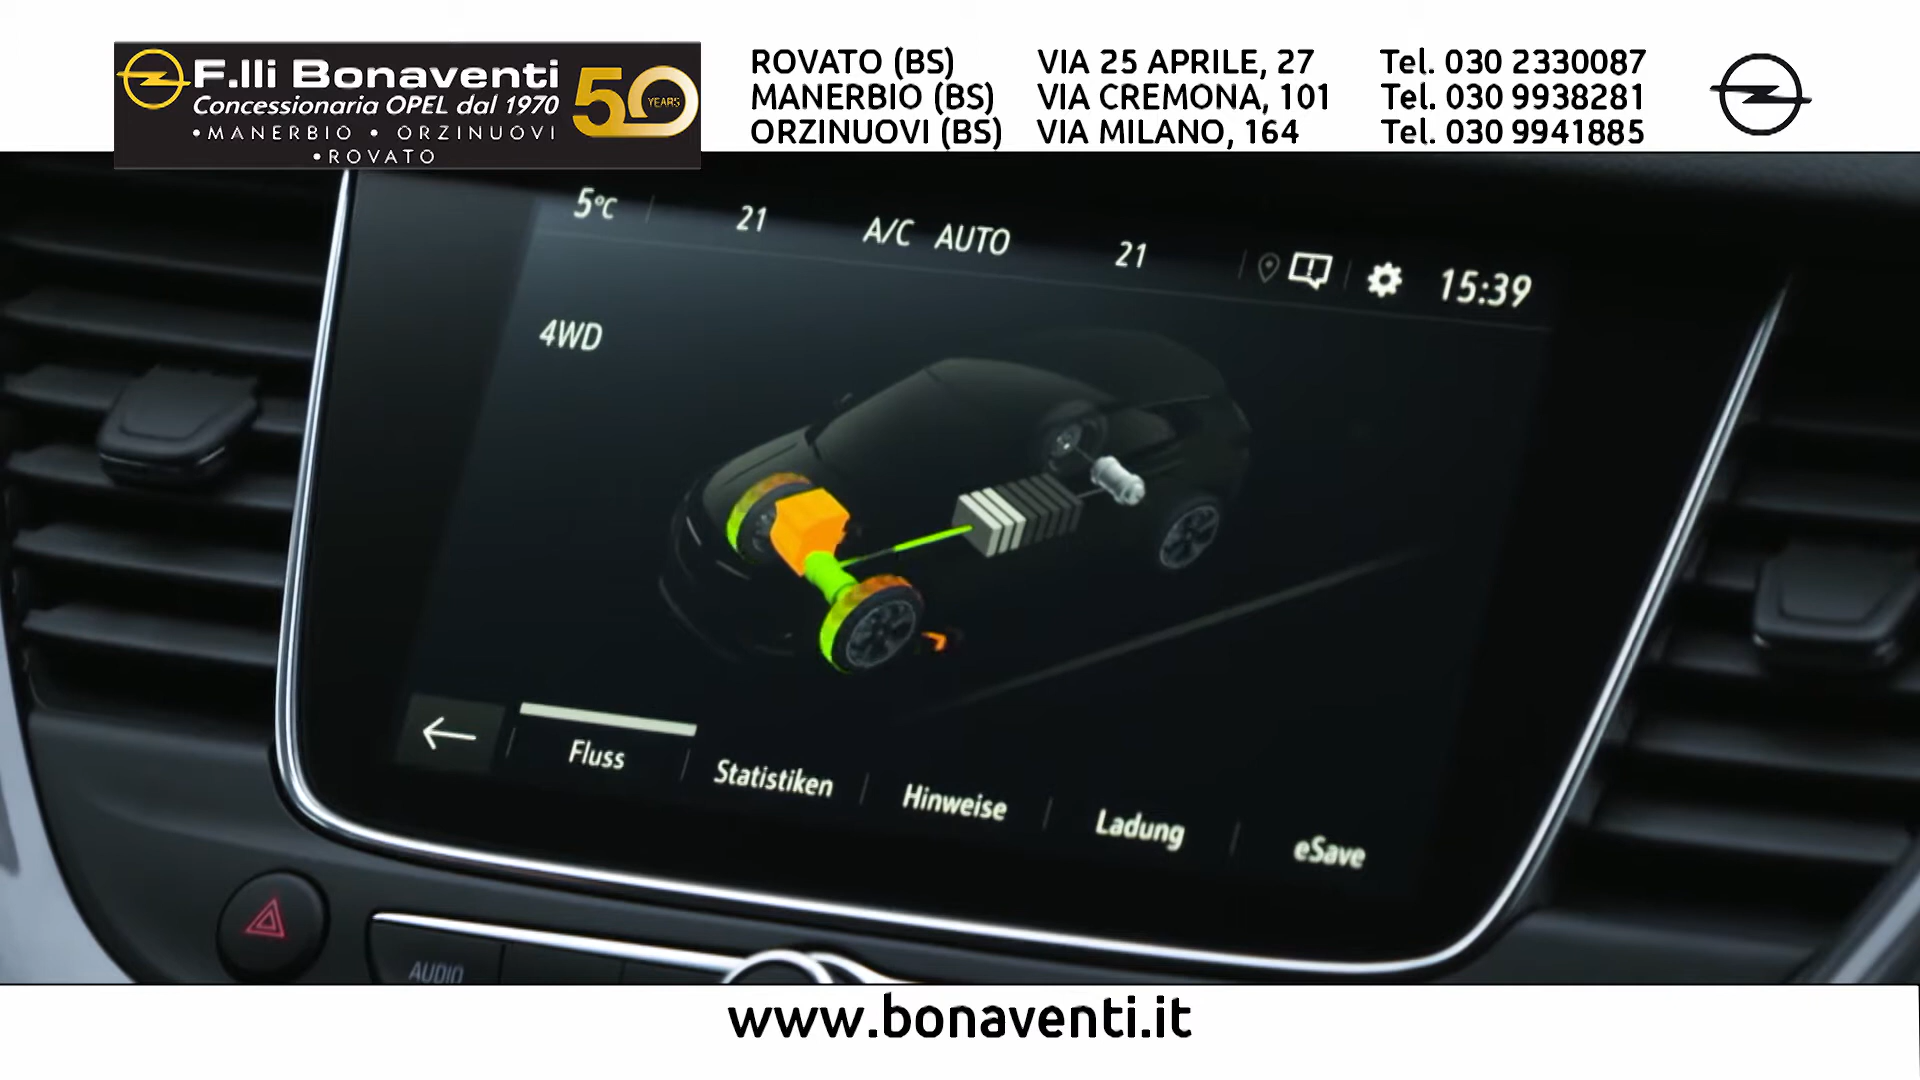 F.lli Bonaventi
Concessionaria OPEL dal 1970
•MANERBIO • ORZINUOVI
•ROVATO
50 YEARS
ROVATO (BS) VIA 25 APRILE, 27 Tel. 030 2330087
MANERBIO (BS) VIA CREMONA, 101 Tel. 030 9938281
ORZINUOVI (BS) VIA MILANO, 164 Tel. 030 9941885
5°C 21 A/C AUTO 21 15:39
4WD
Fluss Statistiken Hinweise Ladung eSave
AUDIO
www.bonaventi.it